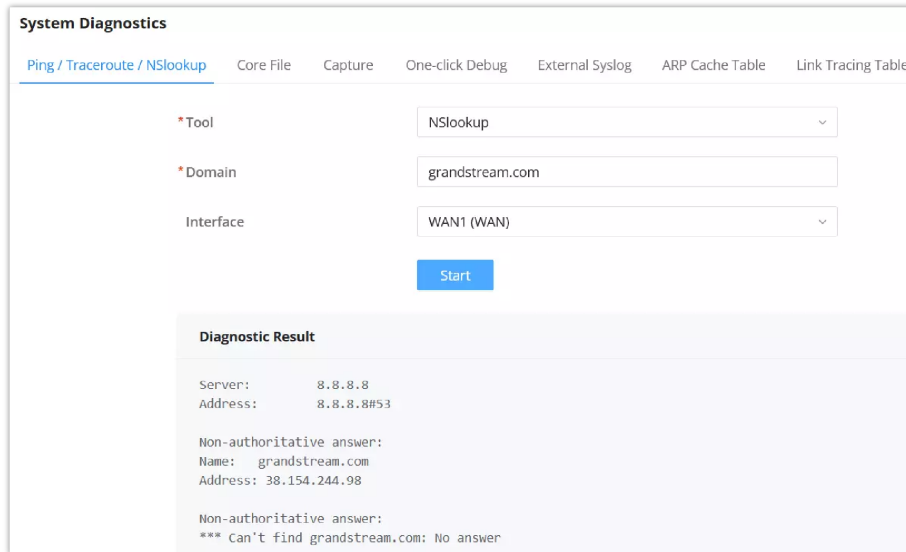 System Diagnostics
Ping / Traceroute / NSlookup Core File Capture One-click Debug External Syslog ARP Cache Table Link Tracing Table
*Tool NSlookup
*Domain grandstream.com
Interface WAN1 (WAN)
Start
Diagnostic Result
Server: 8.8.8.8
Address: 8.8.8.8#53
Non-authoritative answer:
Name: grandstream.com
Address: 38.154.244.98
Non-authoritative answer:
*** Can't find grandstream.com: No answer